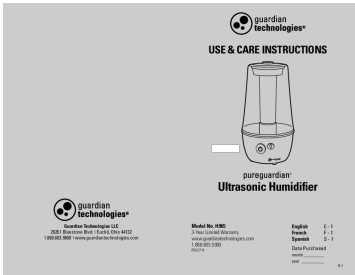 guardian
technologies®
USE & CARE INSTRUCTIONS
pureguardian®
Ultrasonic Humidifier
guardian
technologies®
Guardian Technologies LLC
26251 Bluestone Blvd. | Euclid, Ohio 44132
1.866.603.5900 | www.guardiantechnologies.com
Model No. H965
3-Year Limited Warranty
www.guardiantechnologies.com
1.866.603.5900
English E - 1
French F - 1
Spanish S - 1
Date Purchased
month
year
E-1